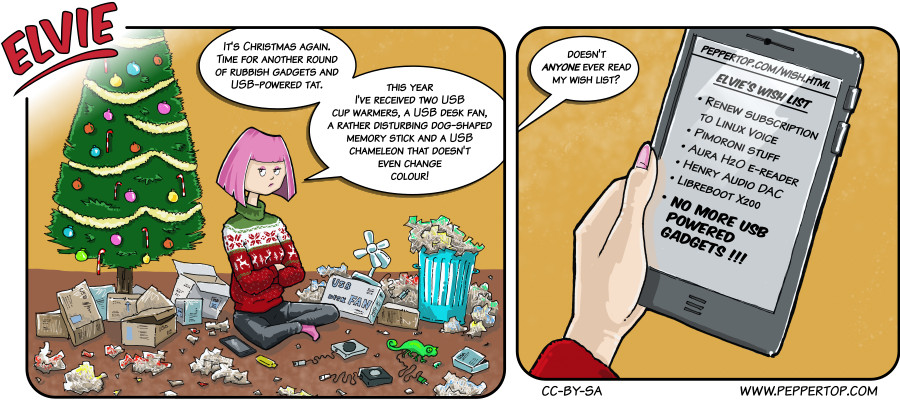 ELVIE
IT'S CHRISTMAS AGAIN.
TIME FOR ANOTHER ROUND
OF RUBBISH GADGETS AND
USB-POWERED TAT.
THIS YEAR
I'VE RECEIVED TWO USB
CUP WARMERS, A USB DESK FAN,
A RATHER DISTURBING DOG-SHAPED
MEMORY STICK AND A USB
CHAMELEON THAT DOESN'T
EVEN CHANGE
COLOUR!
USB
DESK FAN
DOESN'T
ANYONE EVER READ
MY WISH LIST?
PEPPERTOP.COM/WISH.HTML
ELVIE'S WISH LIST
• RENEW SUBSCRIPTION
TO LINUX VOICE
• PIMORONI STUFF
• AURA H2O E-READER
• HENRY AUDIO DAC
• LIBREBOOT X200
• NO MORE USB
POWERED
GADGETS !!!
CC-BY-SA
WWW.PEPPERTOP.COM